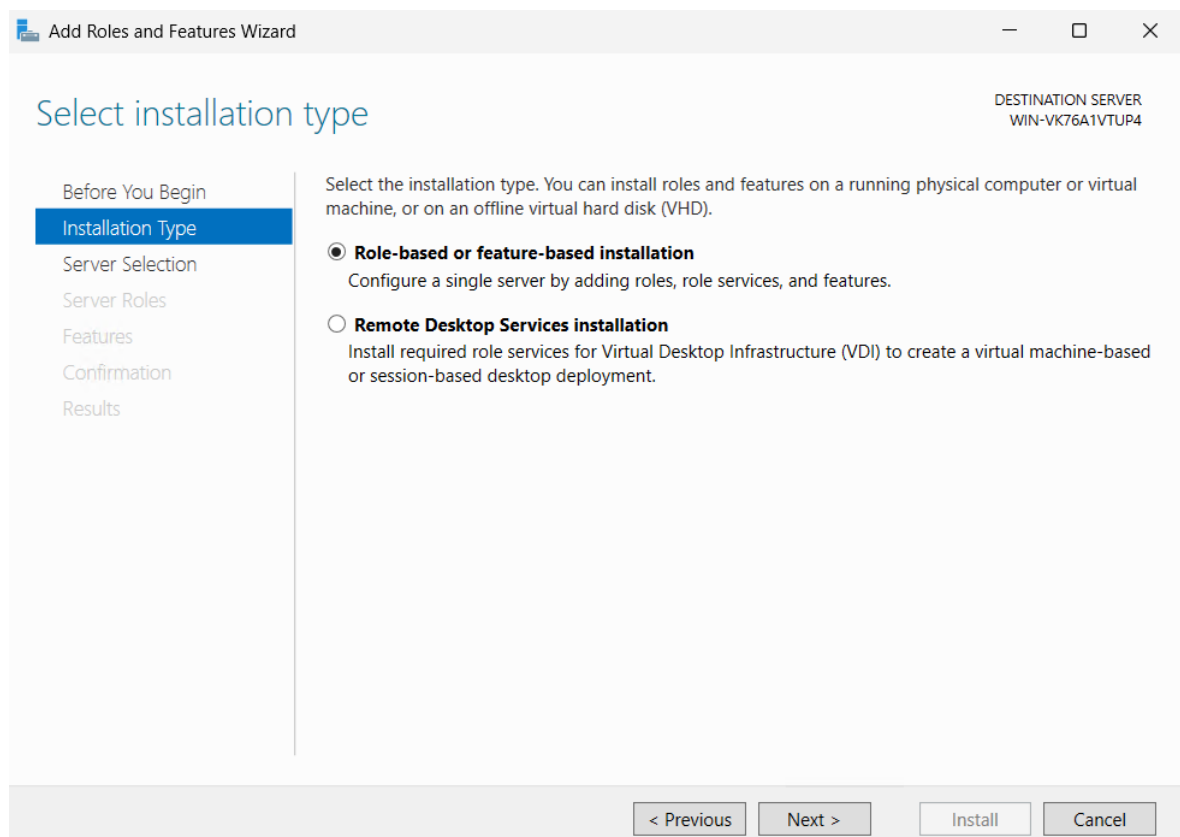 Add Roles and Features Wizard
Select installation type
DESTINATION SERVER
WIN-VK76A1VTUP4
Before You Begin
Installation Type
Server Selection
Server Roles
Features
Confirmation
Results
Select the installation type. You can install roles and features on a running physical computer or virtual
machine, or on an offline virtual hard disk (VHD).
Role-based or feature-based installation
Configure a single server by adding roles, role services, and features.
Remote Desktop Services installation
Install required role services for Virtual Desktop Infrastructure (VDI) to create a virtual machine-based
or session-based desktop deployment.
< Previous
Next >
Install
Cancel